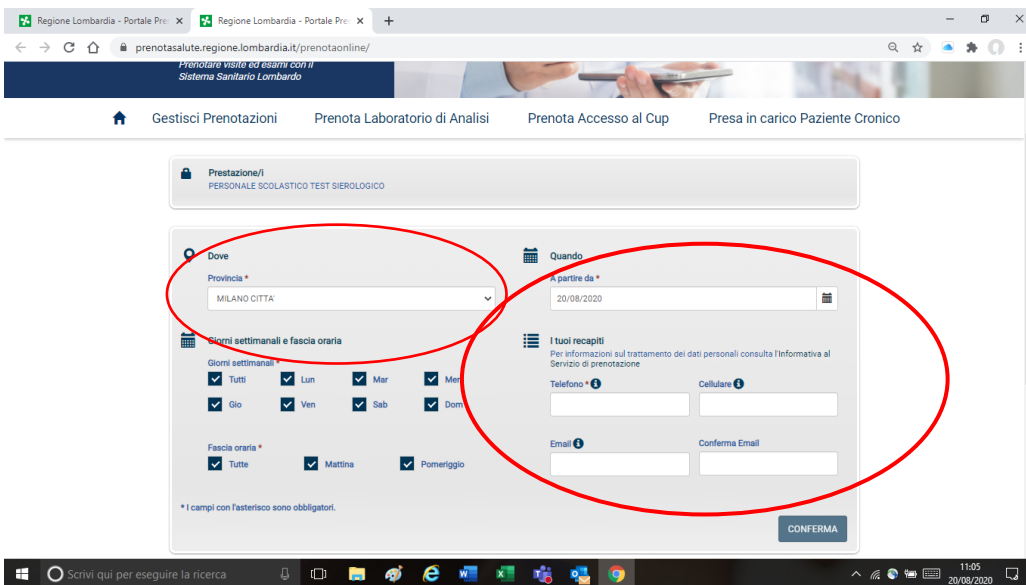 Regione Lombardia - Portale Pre
Regione Lombardia - Portale Pre
prenotasalute.regione.lombardia.it/prenotaonline/
Prenotare visite ed esami con il
Sistema Sanitario Lombardo
Gestisci Prenotazioni Prenota Laboratorio di Analisi Prenota Accesso al Cup Presa in carico Paziente Cronico
Prestazione/i
PERSONALE SCOLASTICO TEST SIEROLOGICO
Dove
Provincia *
MILANO CITTA'
Quando
A partire da *
20/08/2020
Giorni settimanali e fascia oraria
Giorni settimanali *
Tutti Lun Mar Mer
Gio Ven Sab Dom
Fascia oraria *
Tutte Mattina Pomeriggio
I tuoi recapiti
Per informazioni sul trattamento dei dati personali consulta l'Informativa al
Servizio di prenotazione
Telefono * Cellulare
Email Conferma Email
* I campi con l'asterisco sono obbligatori.
CONFERMA
Scrivi qui per eseguire la ricerca
11:05
20/08/2020